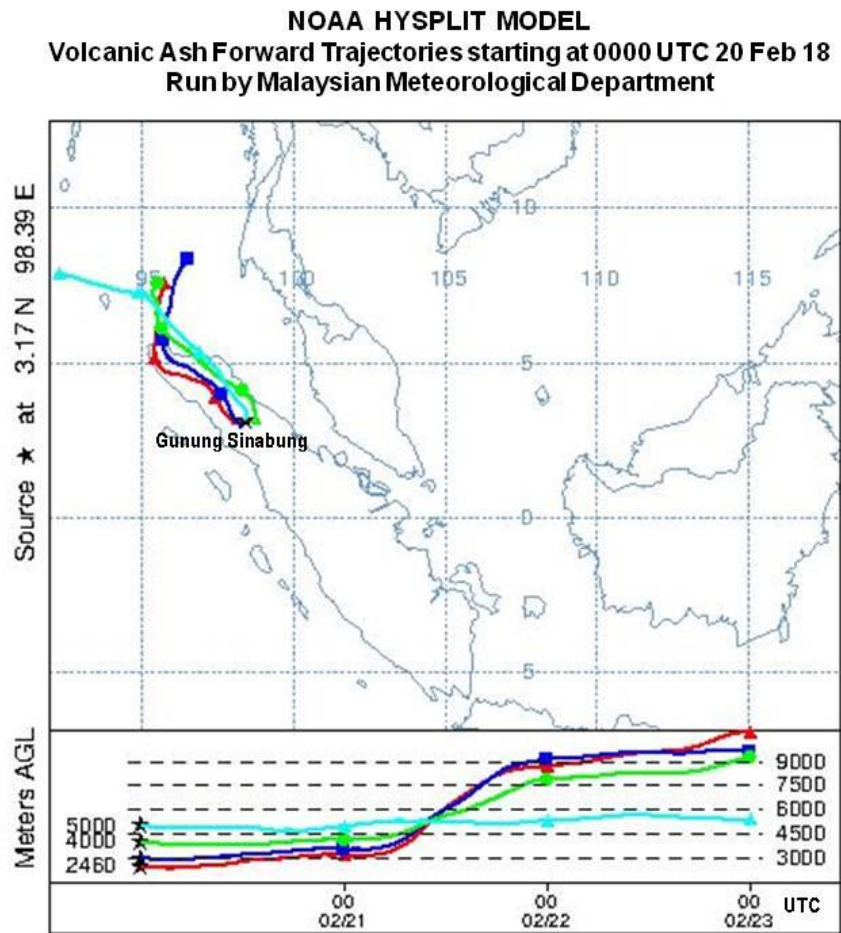 NOAA HYSPLIT MODEL
Volcanic Ash Forward Trajectories starting at 0000 UTC 20 Feb 18
Run by Malaysian Meteorological Department
Source ★ at 3.17 N 98.39 E
10
95 100 105 110 115
5
Gunung Sinabung
0
5
Meters AGL
9000
7500
6000
5000
4500
4000
3000
2460
00 00 00 UTC
02/21 02/22 02/23